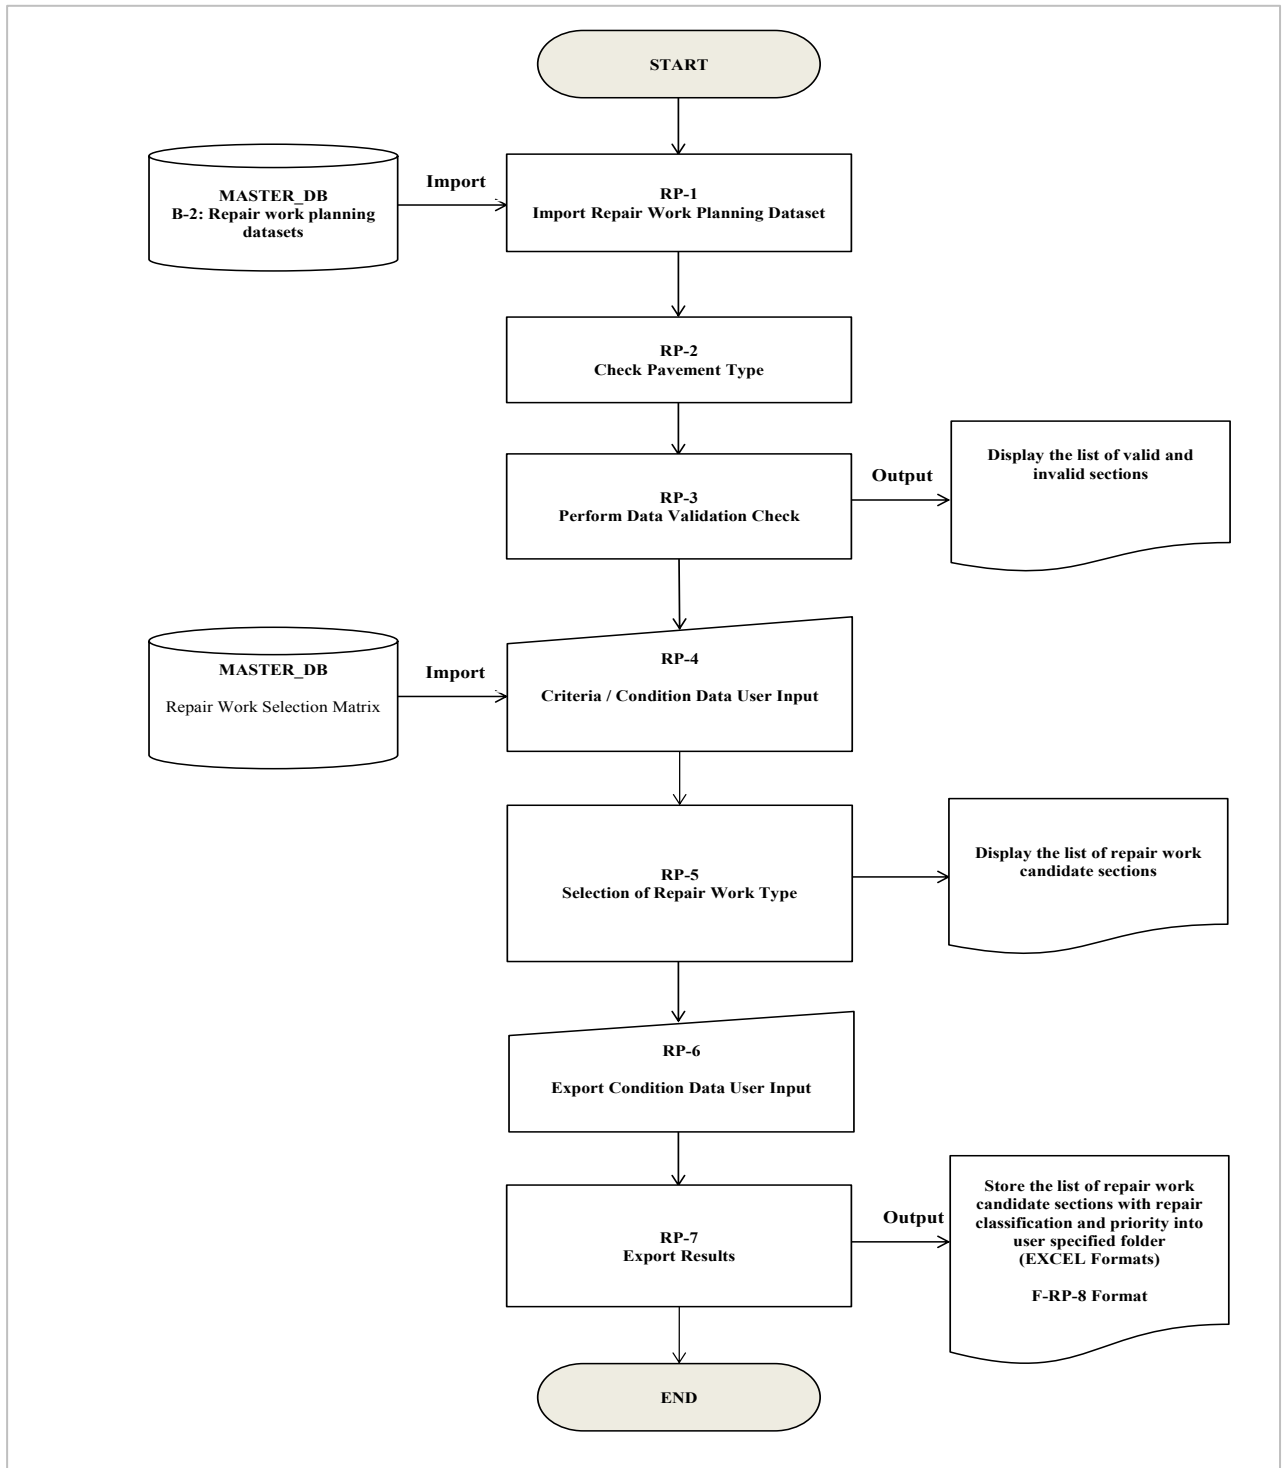 START
MASTER_DB
B-2: Repair work planning
datasets
Import
RP-1
Import Repair Work Planning Dataset
RP-2
Check Pavement Type
RP-3
Perform Data Validation Check
Output
Display the list of valid and
invalid sections
MASTER_DB
Repair Work Selection Matrix
Import
RP-4
Criteria / Condition Data User Input
RP-5
Selection of Repair Work Type
Display the list of repair work
candidate sections
RP-6
Export Condition Data User Input
RP-7
Export Results
Output
Store the list of repair work
candidate sections with repair
classification and priority into
user specified folder
(EXCEL Formats)
F-RP-8 Format
END